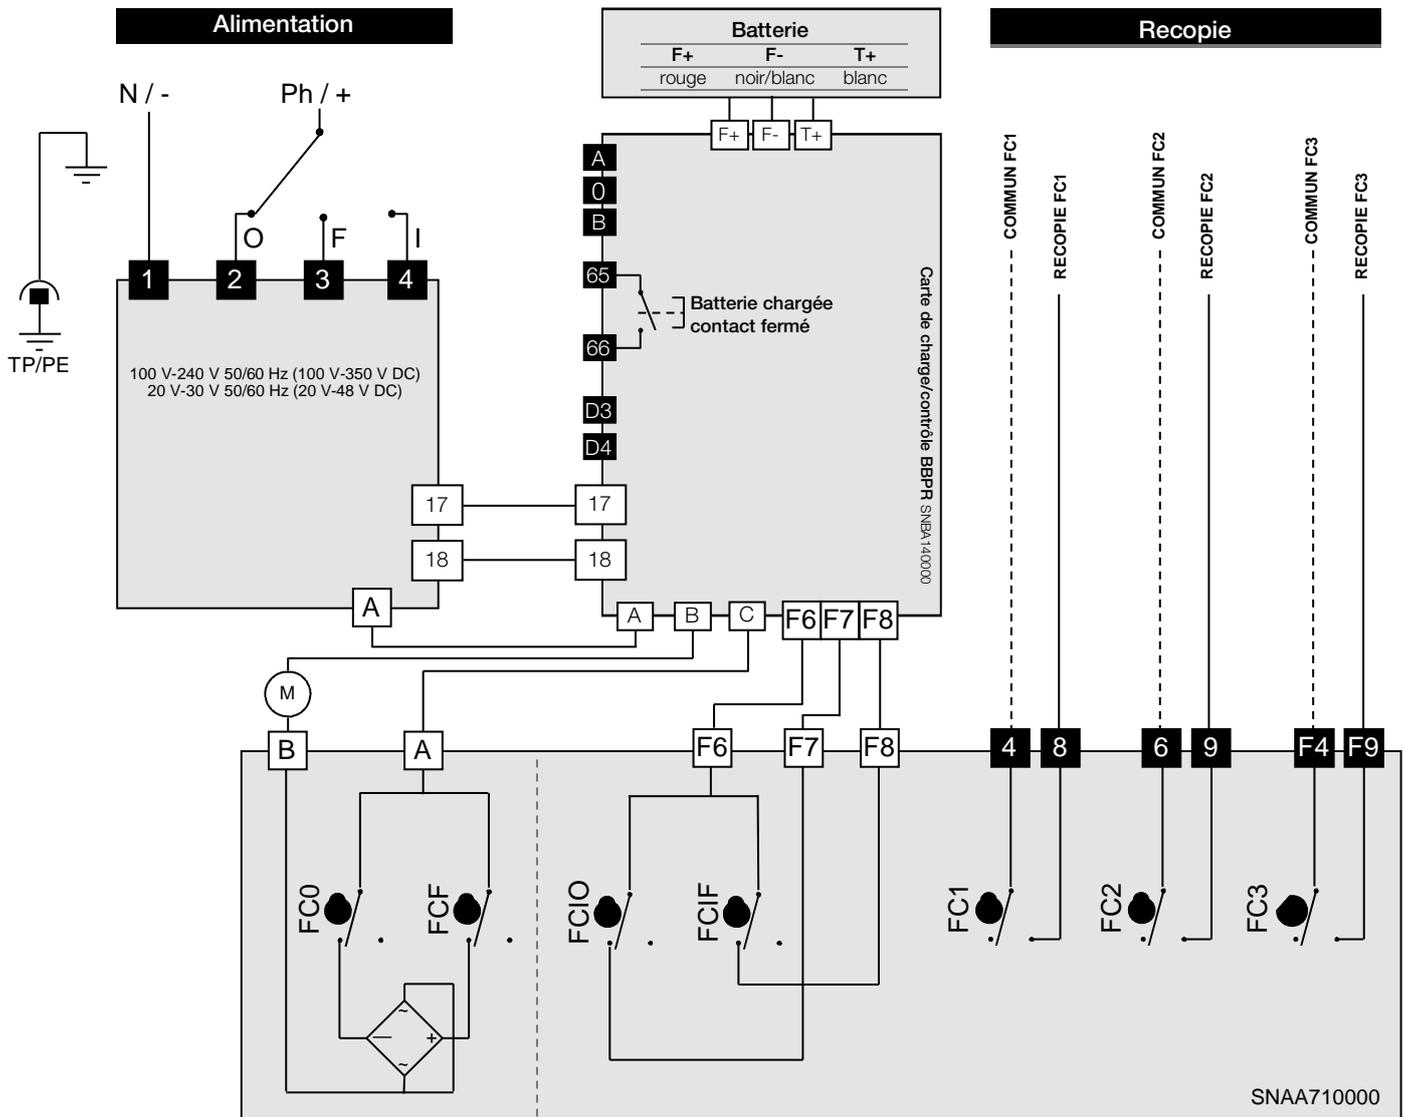 Alimentation
Batterie
F+ F- T+
rouge noir/blanc blanc
Recopie
N / -
Ph / +
F+ F- T+
A
0
B
65
66
Batterie chargée
contact fermé
D3
D4
17
18
Carte de charge/contrôle BBPR SNBA140000
O
F
I
1 2 3 4
TP/PE
100 V-240 V 50/60 Hz (100 V-350 V DC)
20 V-30 V 50/60 Hz (20 V-48 V DC)
17
18
A
A B C F6 F7 F8
COMMUN FC1
RECOPIE FC1
COMMUN FC2
RECOPIE FC2
COMMUN FC3
RECOPIE FC3
M
B A F6 F7 F8 4 8 6 9 F4 F9
FC0
FCF
FCIO
FCIF
FC1
FC2
FC3
~
— +
~
SNAA710000